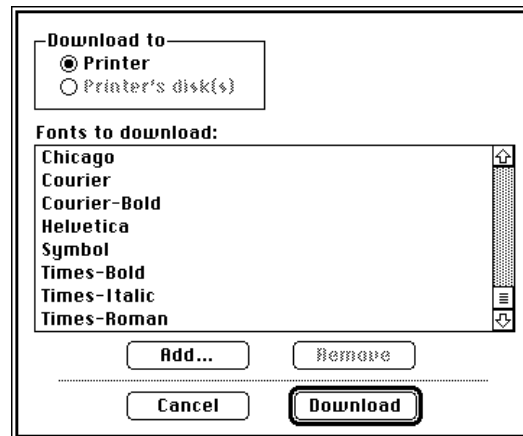 Download to
Printer
Printer's disk(s)
Fonts to download:
Chicago
Courier
Courier-Bold
Helvetica
Symbol
Times-Bold
Times-Italic
Times-Roman
Add... Remove
Cancel Download